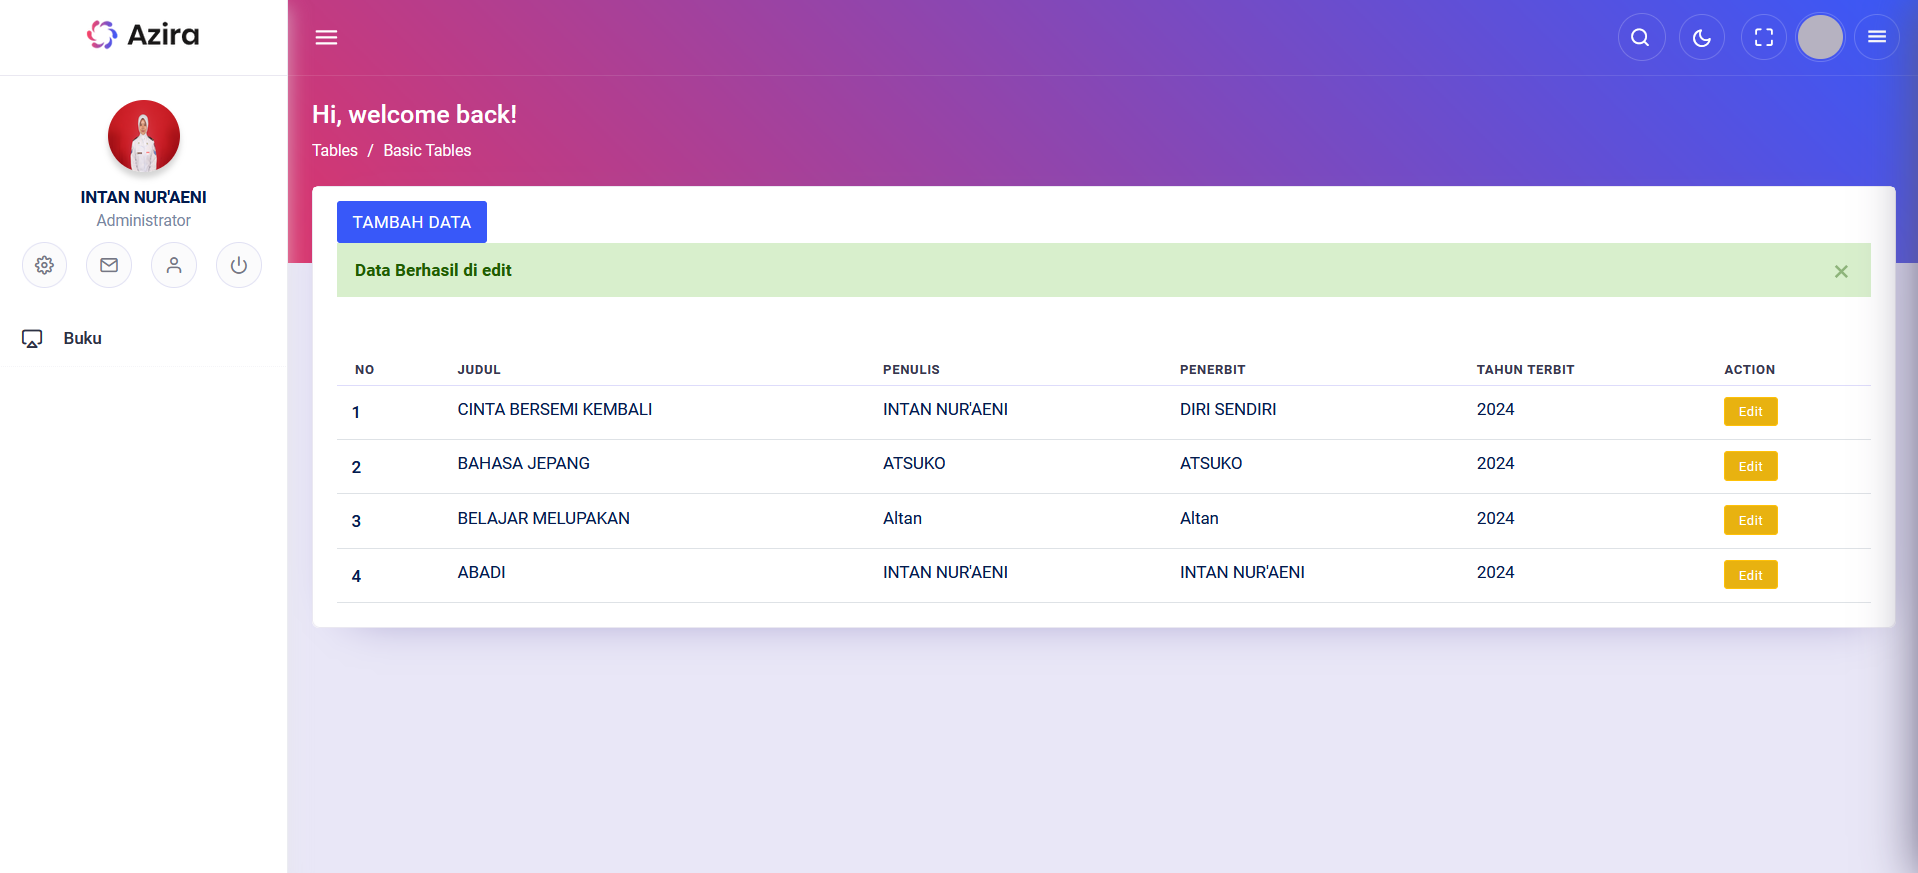 Azira
INTAN NUR'AENI
Administrator
Buku
Hi, welcome back!
Tables / Basic Tables
TAMBAH DATA
Data Berhasil di edit ×
NO JUDUL PENULIS PENERBIT TAHUN TERBIT ACTION
1 CINTA BERSEMI KEMBALI INTAN NUR'AENI DIRI SENDIRI 2024 Edit
2 BAHASA JEPANG ATSUKO ATSUKO 2024 Edit
3 BELAJAR MELUPAKAN Altan Altan 2024 Edit
4 ABADI INTAN NUR'AENI INTAN NUR'AENI 2024 Edit